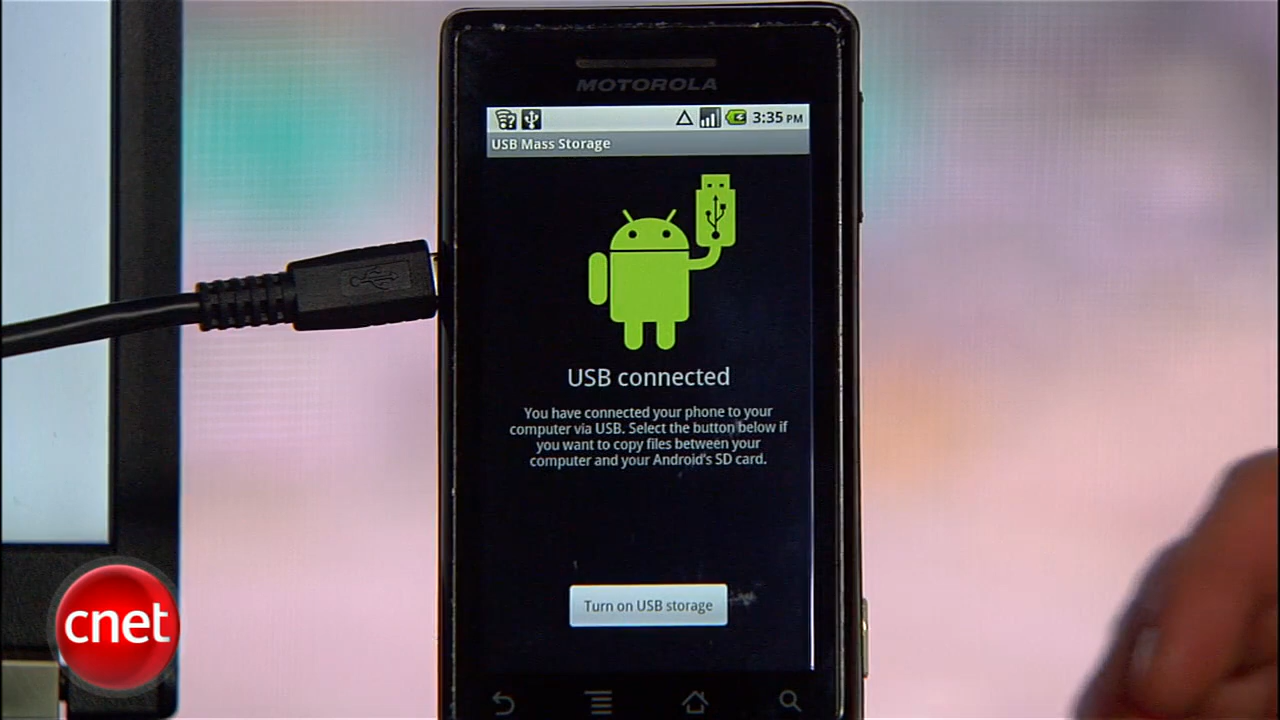 MOTOROLA
3:35 PM
USB Mass Storage
USB connected
You have connected your phone to your
computer via USB. Select the button below if
you want to copy files between your
computer and your Android's SD card.
Turn on USB storage
cnet